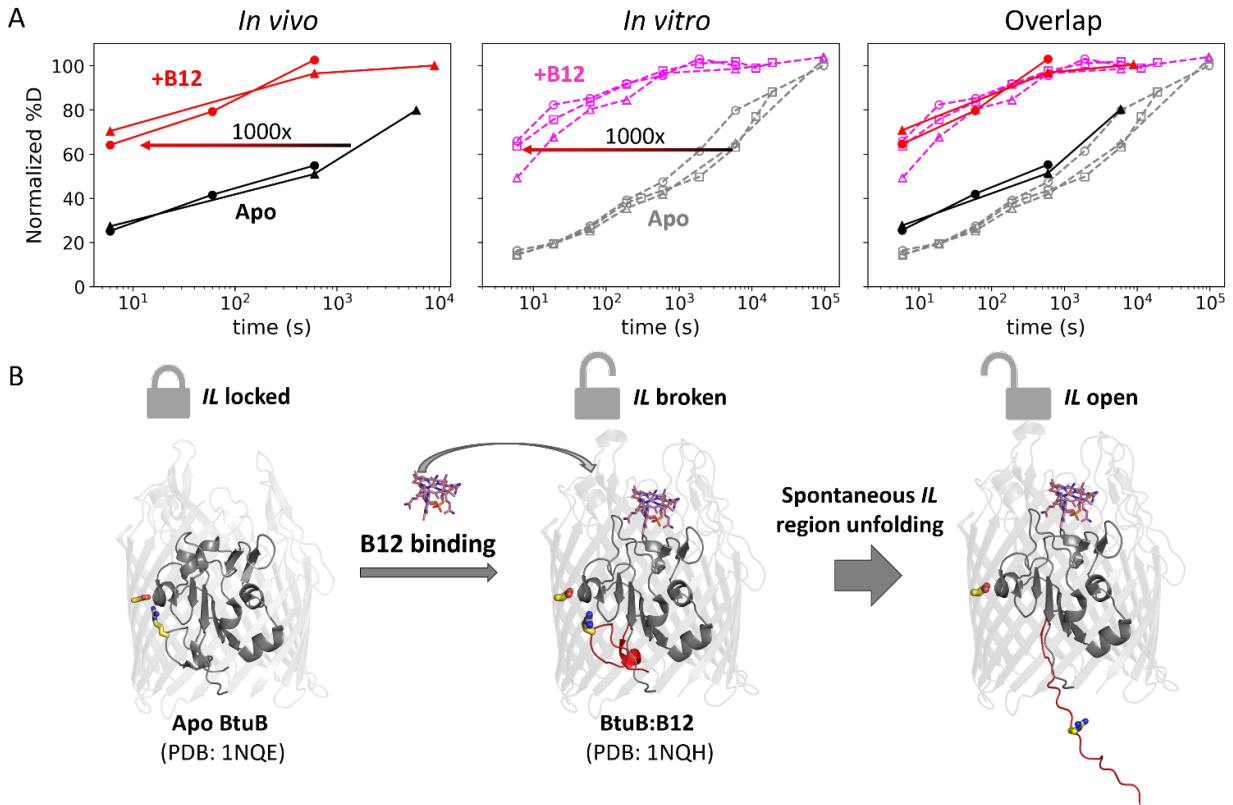 A
In vivo
In vitro
Overlap
Normalized %D
100
80
60
40
20
0
+B12
1000x
Apo
10¹
10²
10³
10⁴
time (s)
+B12
1000x
Apo
10¹
10²
10³
10⁴
10⁵
time (s)
10¹
10²
10³
10⁴
10⁵
time (s)
B
IL locked
IL broken
IL open
B12 binding
Spontaneous IL
region unfolding
Apo BtuB
(PDB: 1NQE)
BtuB:B12
(PDB: 1NQH)